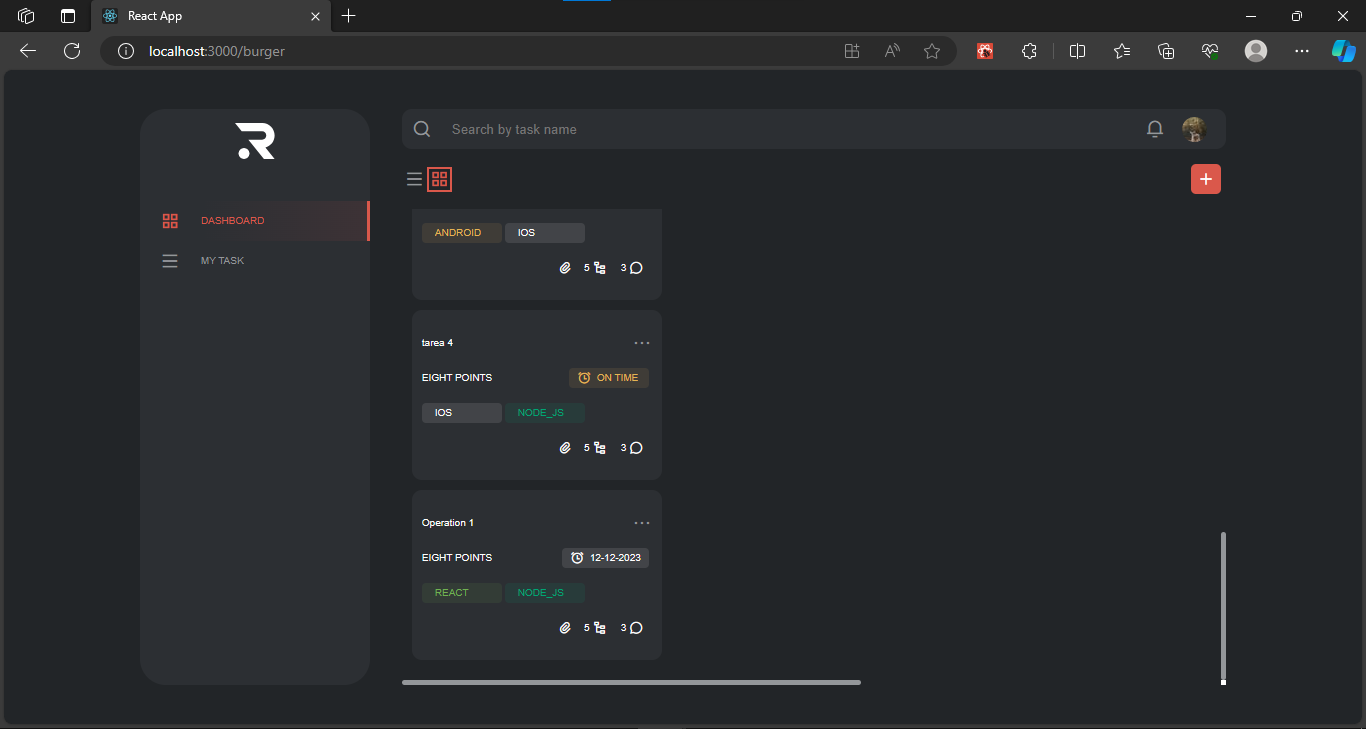 React App
localhost:3000/burger
Search by task name
DASHBOARD
MY TASK
ANDROID IOS
5 3
tarea 4
EIGHT POINTS ON TIME
IOS NODE_JS
5 3
Operation 1
EIGHT POINTS 12-12-2023
REACT NODE_JS
5 3